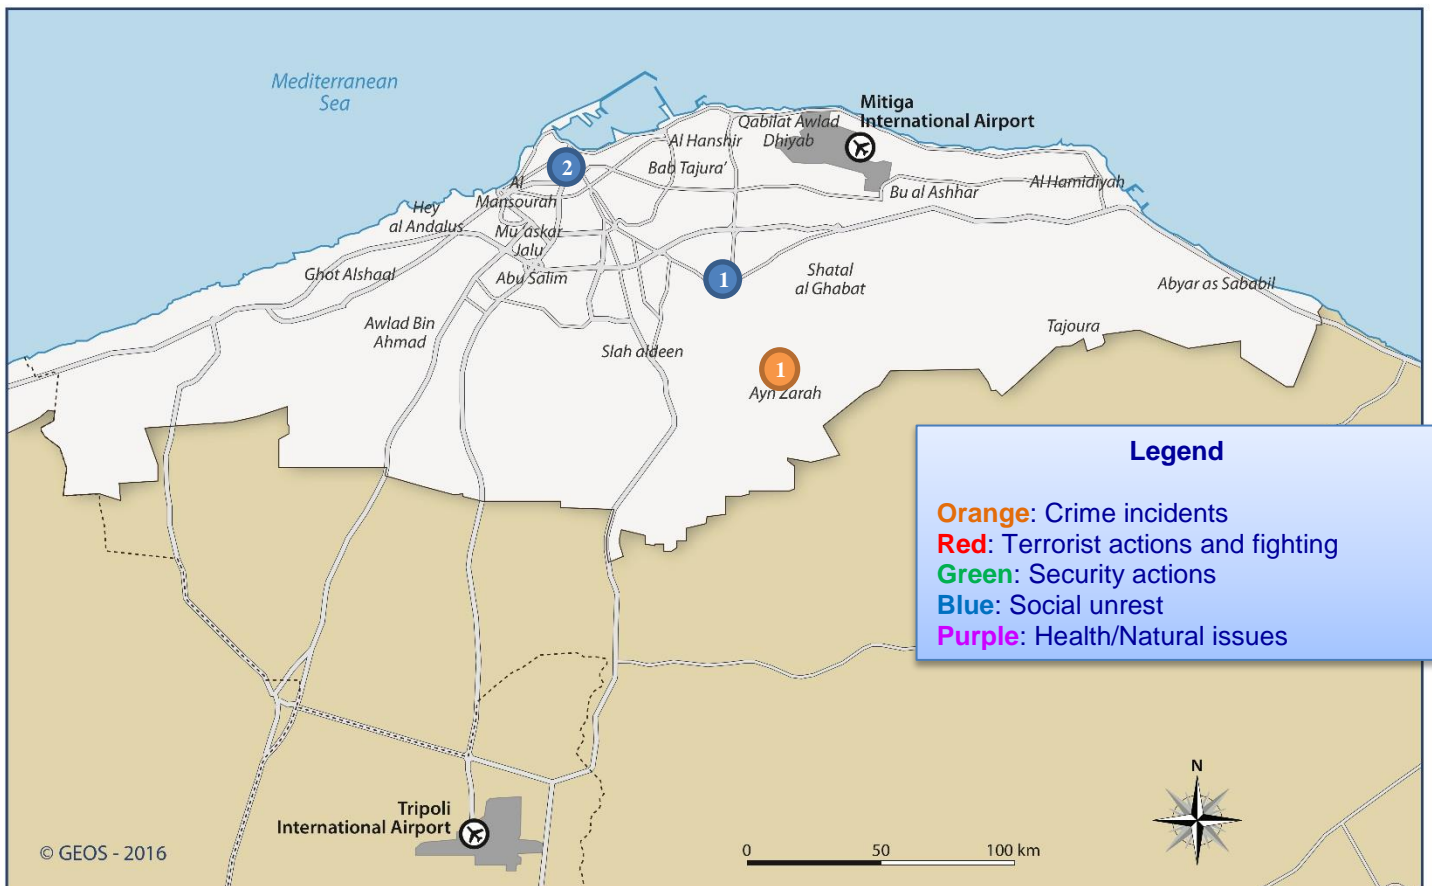 Mediterranean
Sea
Mitiga
International Airport
Qabilat Awlad
Dhiyab
Al Hanshir
2
Bab Tajura'
Al
Mansourah
Bu al Ashhar
Al Hamidiyah
Hey
al Andalus
Mu'askar
Jalu
Ghot Alshaal
Abu Salim
1
Shatal
al Ghabat
Abyar as Sababil
Awlad Bin
Ahmad
Slah aldeen
Tajoura
1
Ayn Zarah
Legend
Orange: Crime incidents
Red: Terrorist actions and fighting
Green: Security actions
Blue: Social unrest
Purple: Health/Natural issues
N
Tripoli
International Airport
© GEOS - 2016
0 50 100 km